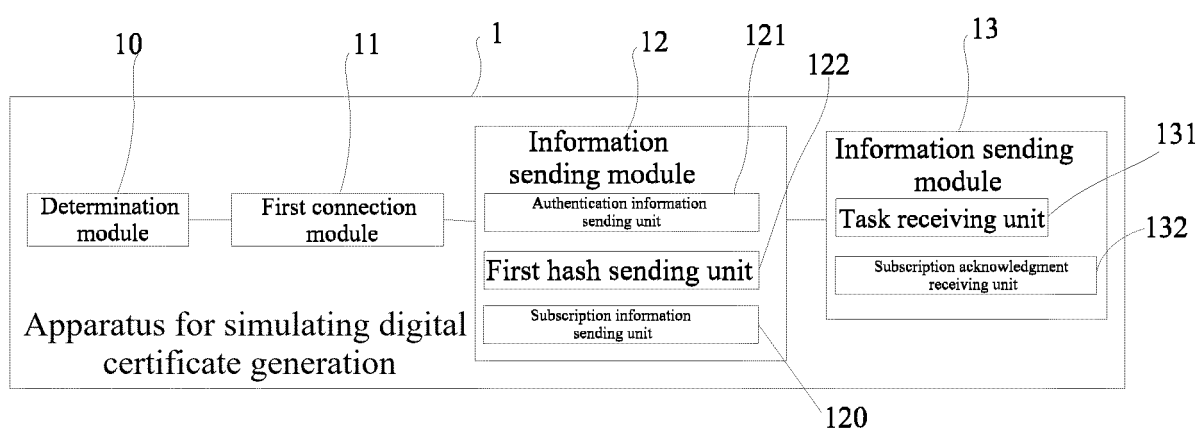 10
11
1
12
121
122
13
131
132
Determination
module
First connection
module
Information
sending module
Authentication information
sending unit
First hash sending unit
Subscription information
sending unit
Information sending
module
Task receiving unit
Subscription acknowledgment
receiving unit
Apparatus for simulating digital
certificate generation
120